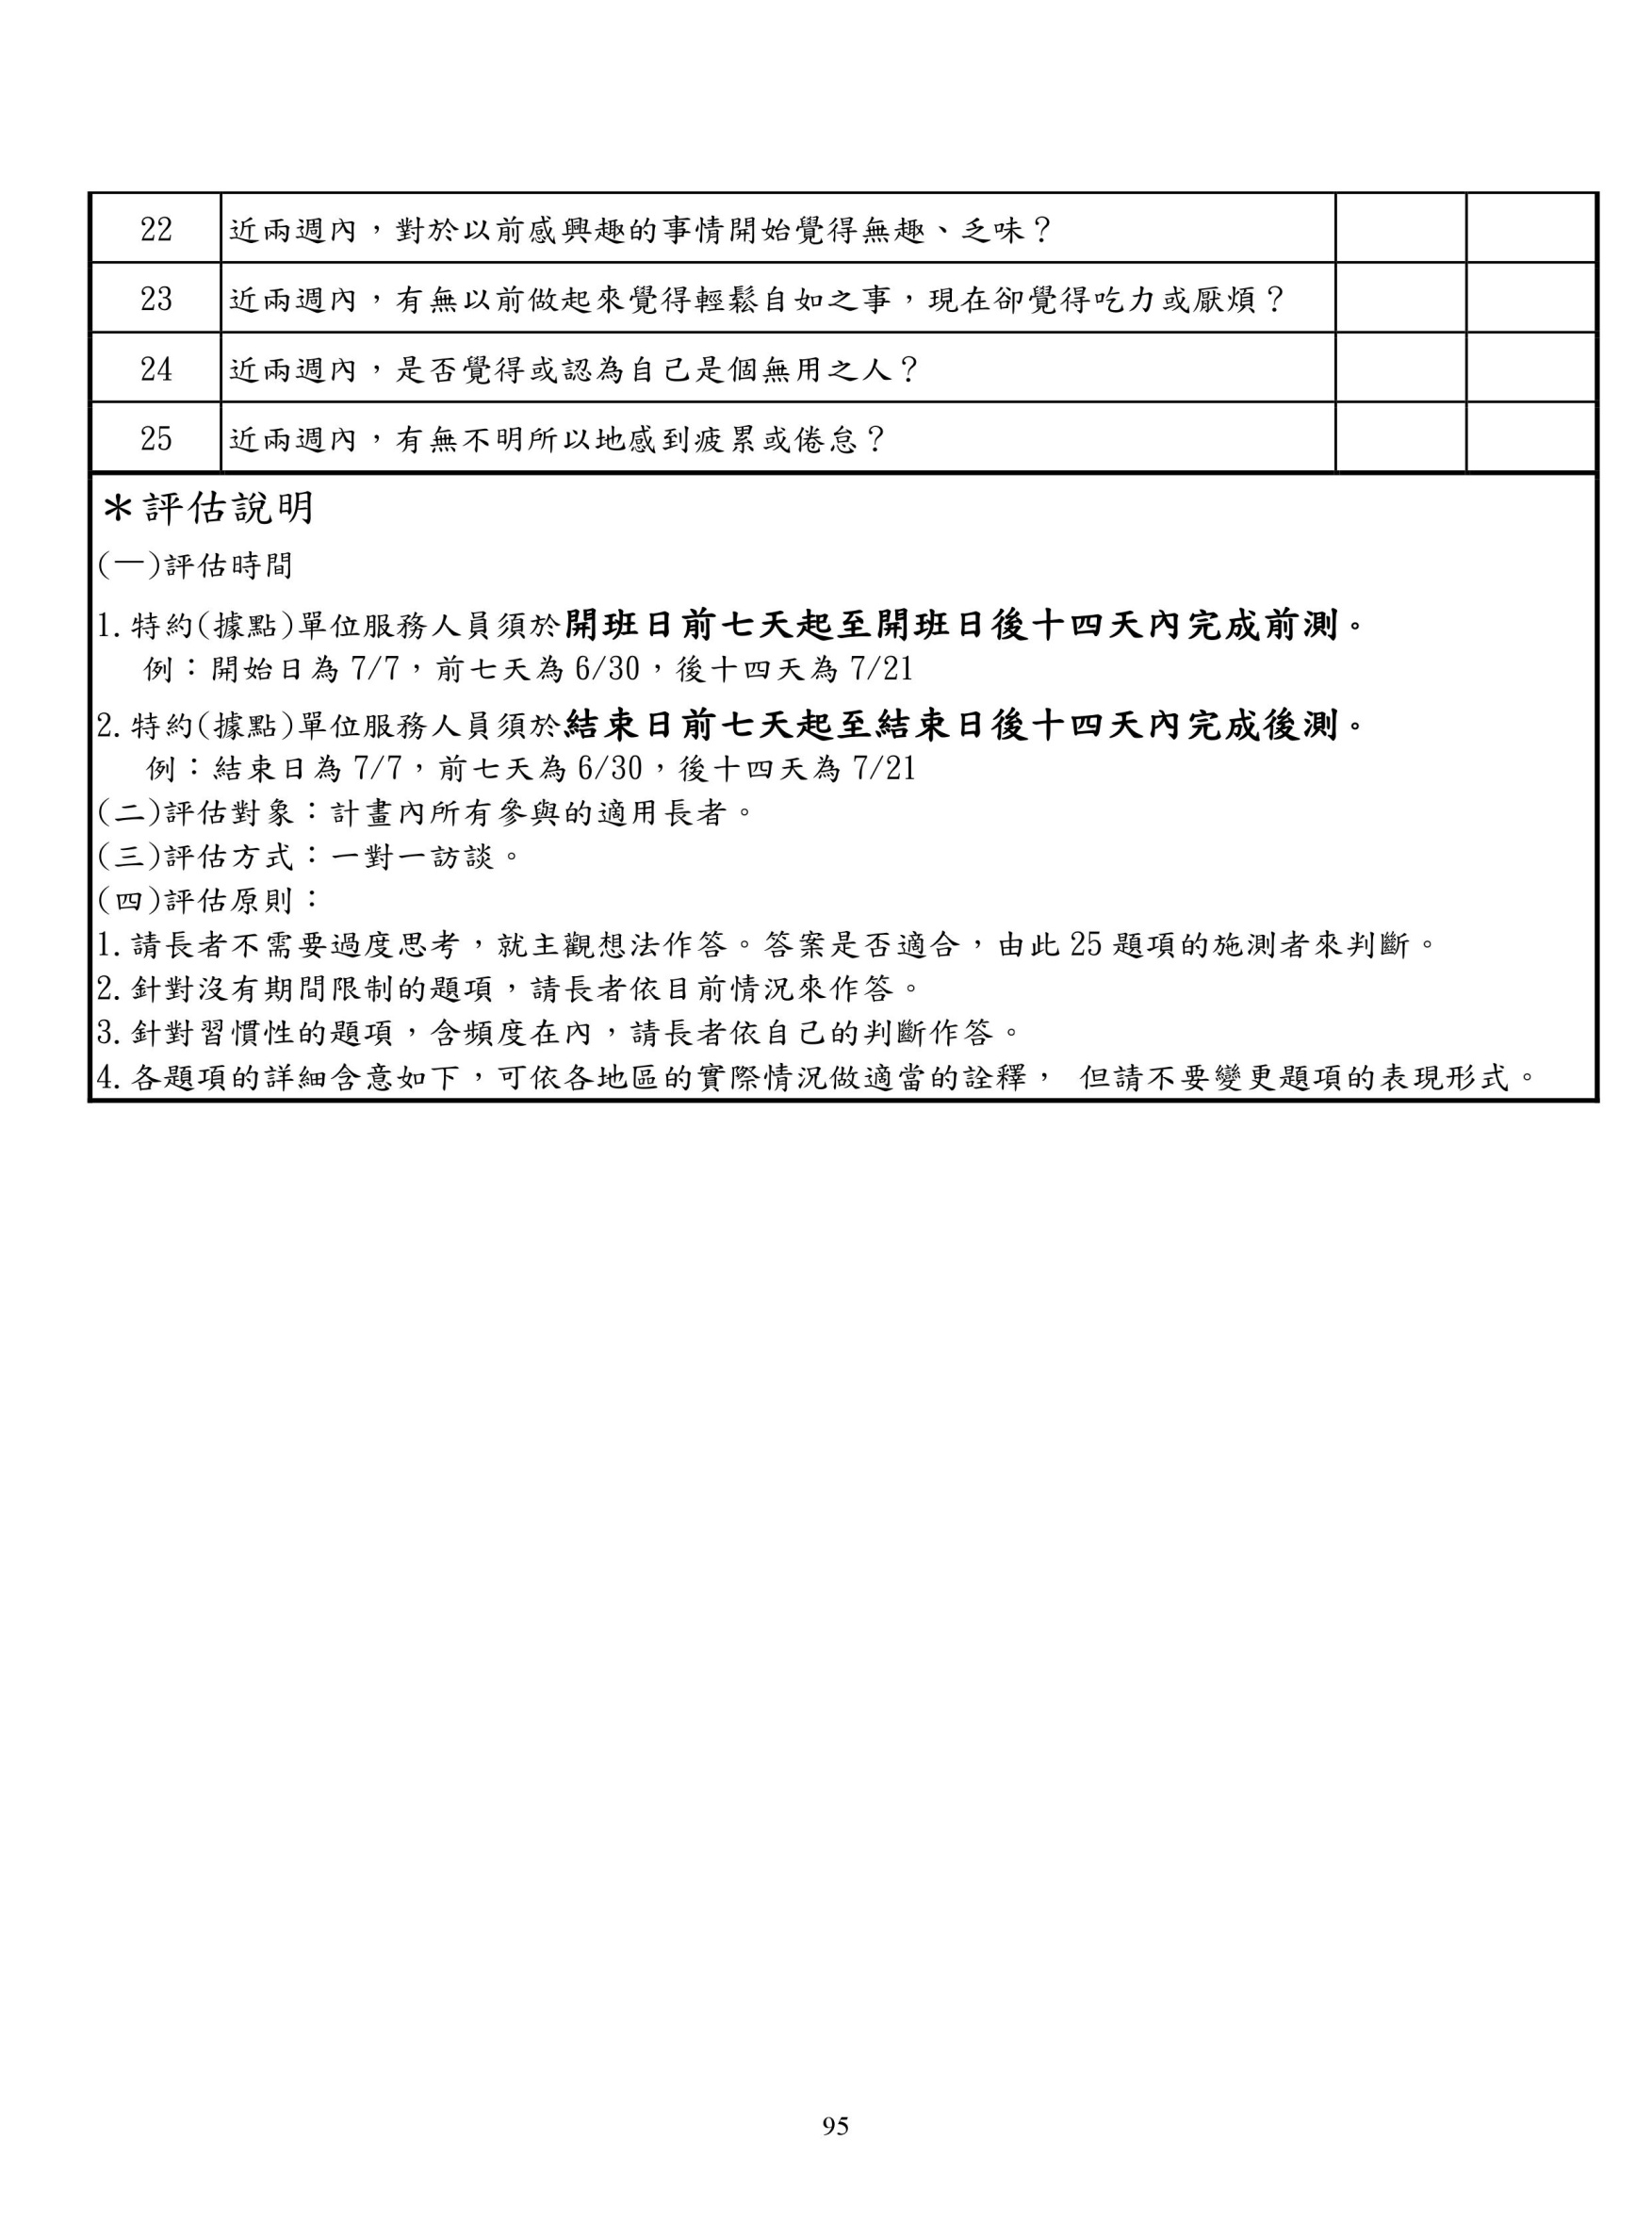 22 近兩週內，對於以前感興趣的事情開始覺得無趣、乏味？
23 近兩週內，有無以前做起來覺得輕鬆自如之事，現在卻覺得吃力或厭煩？
24 近兩週內，是否覺得或認為自己是個無用之人？
25 近兩週內，有無不明所以地感到疲累或倦怠？
＊評估說明
(一)評估時間
1.特約(據點)單位服務人員須於開班日前七天起至開班日後十四天內完成前測。
例：開始日為 7/7，前七天為 6/30，後十四天為 7/21
2.特約(據點)單位服務人員須於結束日前七天起至結束日後十四天內完成後測。
例：結束日為 7/7，前七天為 6/30，後十四天為 7/21
(二)評估對象：計畫內所有參與的適用長者。
(三)評估方式：一對一訪談。
(四)評估原則：
1.請長者不需要過度思考，就主觀想法作答。答案是否適合，由此 25 題項的施測者來判斷。
2.針對沒有期間限制的題項，請長者依目前情況來作答。
3.針對習慣性的題項，含頻度在內，請長者依自己的判斷作答。
4.各題項的詳細含意如下，可依各地區的實際情況做適當的詮釋， 但請不要變更題項的表現形式。
95